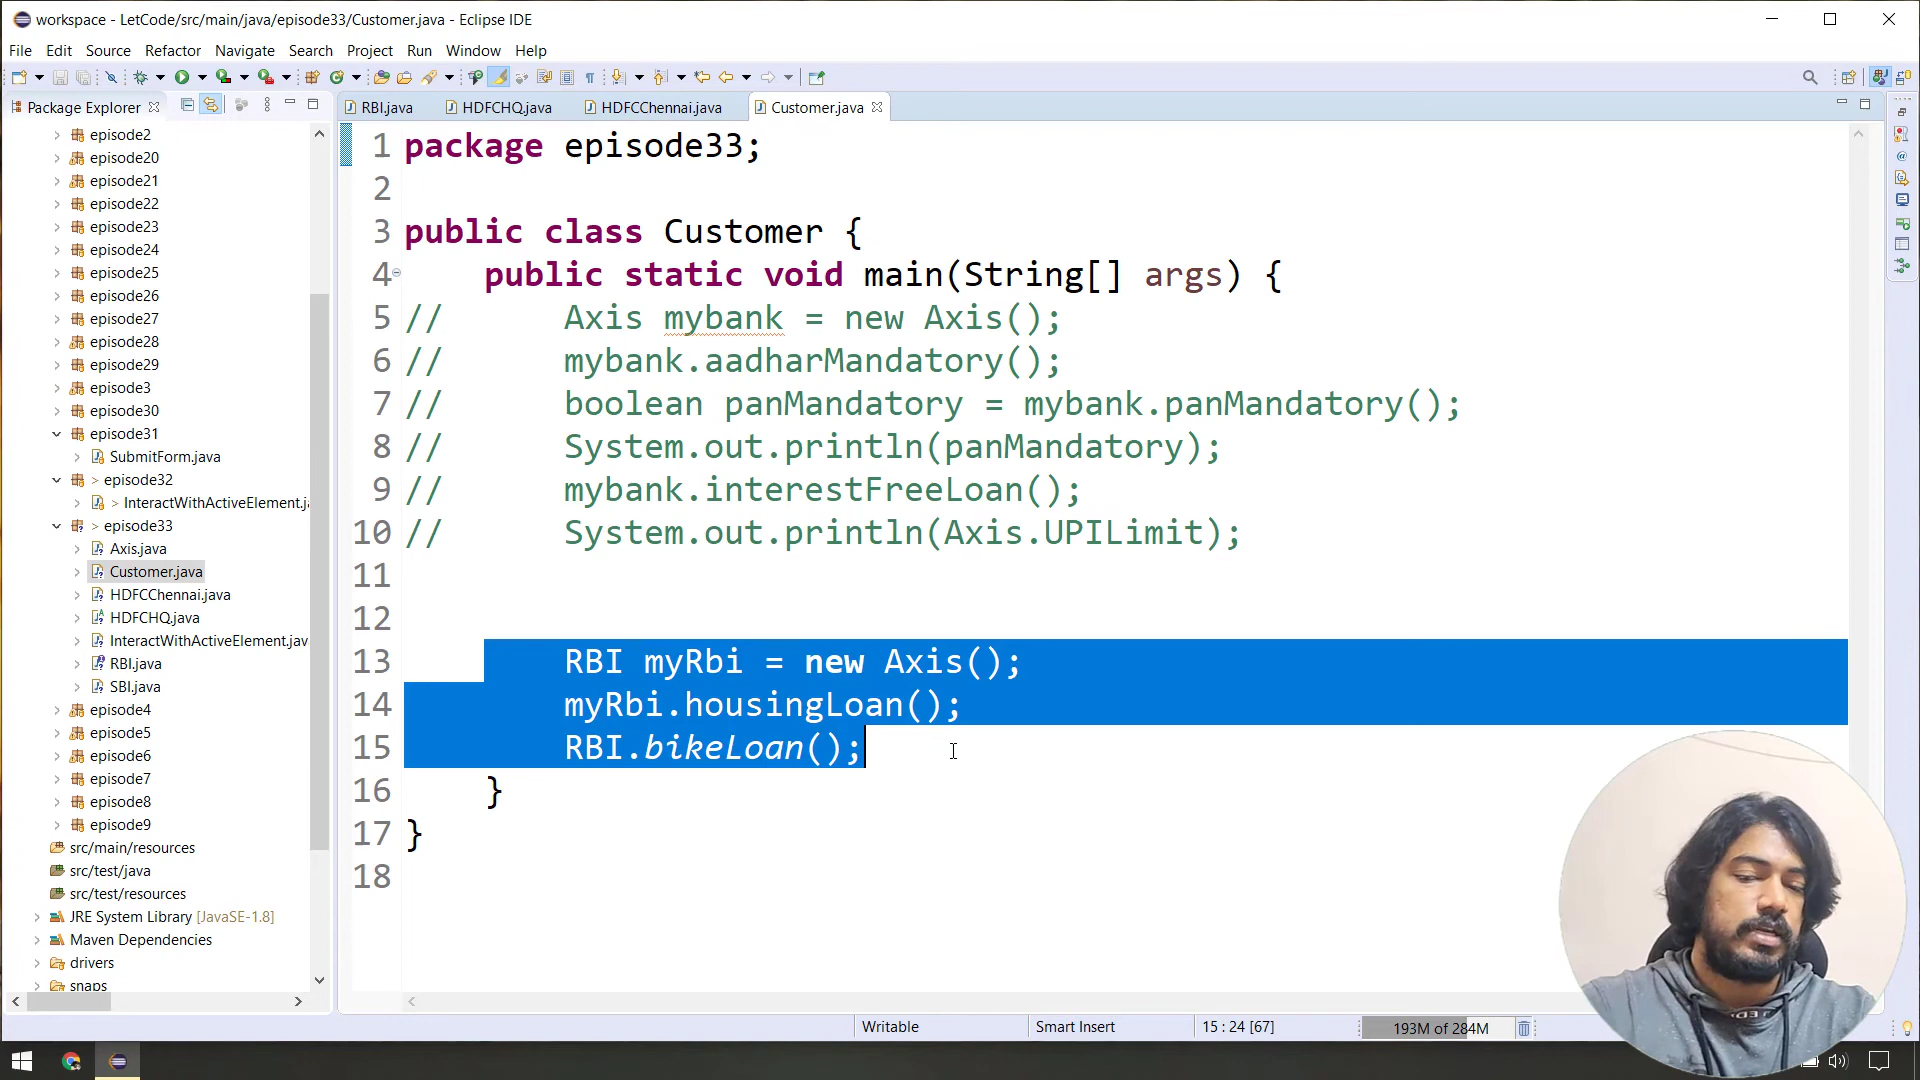 workspace - LetCode/src/main/java/episode33/Customer.java - Eclipse IDE
File Edit Source Refactor Navigate Search Project Run Window Help
Package Explorer
RBI.java HDFCHQ.java HDFCChennai.java Customer.java
episode2
episode20
episode21
episode22
episode23
episode24
episode25
episode26
episode27
episode28
episode29
episode3
episode30
episode31
SubmitForm.java
> episode32
> InteractWithActiveElement.ja
> episode33
Axis.java
Customer.java
HDFCChennai.java
HDFCHQ.java
InteractWithActiveElement.jav
RBI.java
SBI.java
episode4
episode5
episode6
episode7
episode8
episode9
src/main/resources
src/test/java
src/test/resources
JRE System Library [JavaSE-1.8]
Maven Dependencies
drivers
snaps
1 package episode33;
2
3 public class Customer {
4 public static void main(String[] args) {
5 // Axis mybank = new Axis();
6 // mybank.aadharMandatory();
7 // boolean panMandatory = mybank.panMandatory();
8 // System.out.println(panMandatory);
9 // mybank.interestFreeLoan();
10 // System.out.println(Axis.UPILimit);
11
12
13 RBI myRbi = new Axis();
14 myRbi.housingLoan();
15 RBI.bikeLoan();
16 }
17 }
18
Writable Smart Insert 15 : 24 [67] 193M of 284M